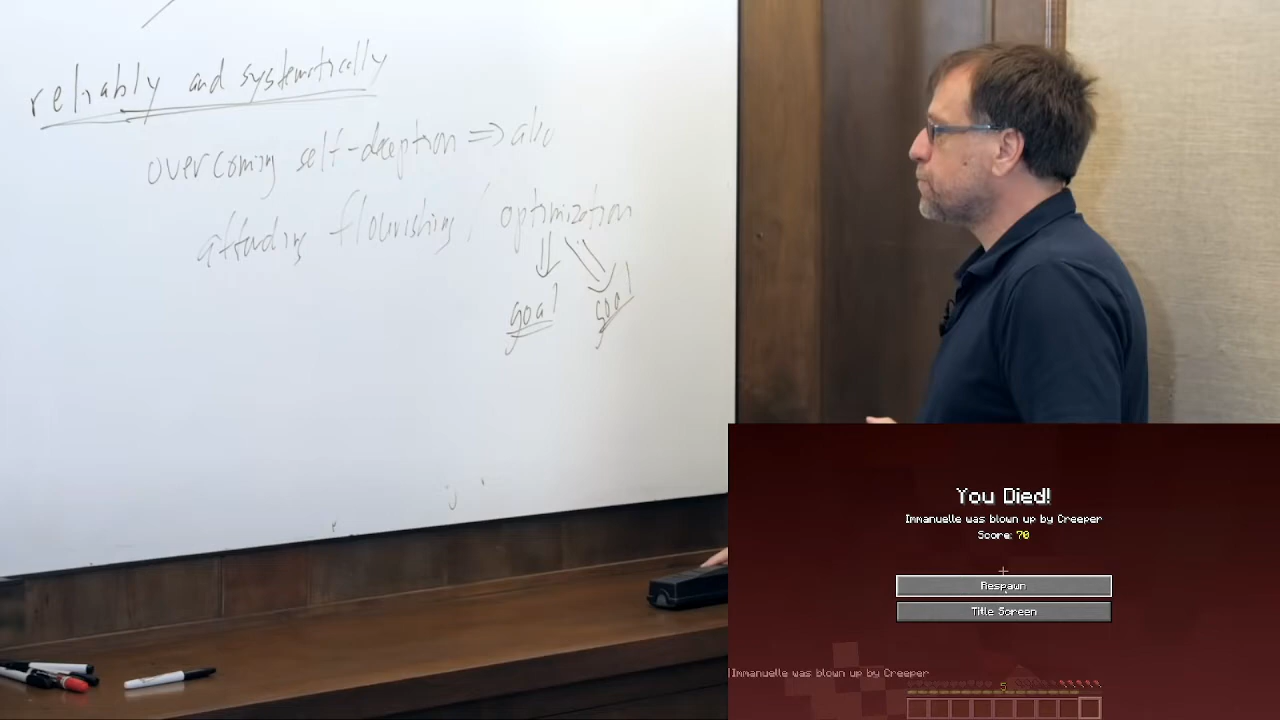 reliably and systematically
overcoming self-deception => also
affording flourishing / optimization
goal goal
You Died!
Immanuelle was blown up by Creeper
Score: 70
Respawn
Title Screen
Immanuelle was blown up by Creeper
5